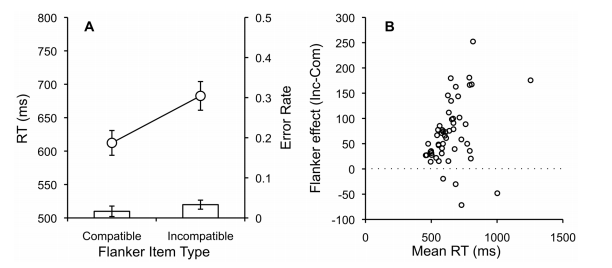 A
RT (ms)
800
750
700
650
600
550
500
0.5
0.4
0.3
0.2
0.1
0
Error Rate
Compatible Incompatible
Flanker Item Type
B
Flanker effect (Inc-Com)
300
250
200
150
100
50
0
-50
-100
0 500 1000 1500
Mean RT (ms)